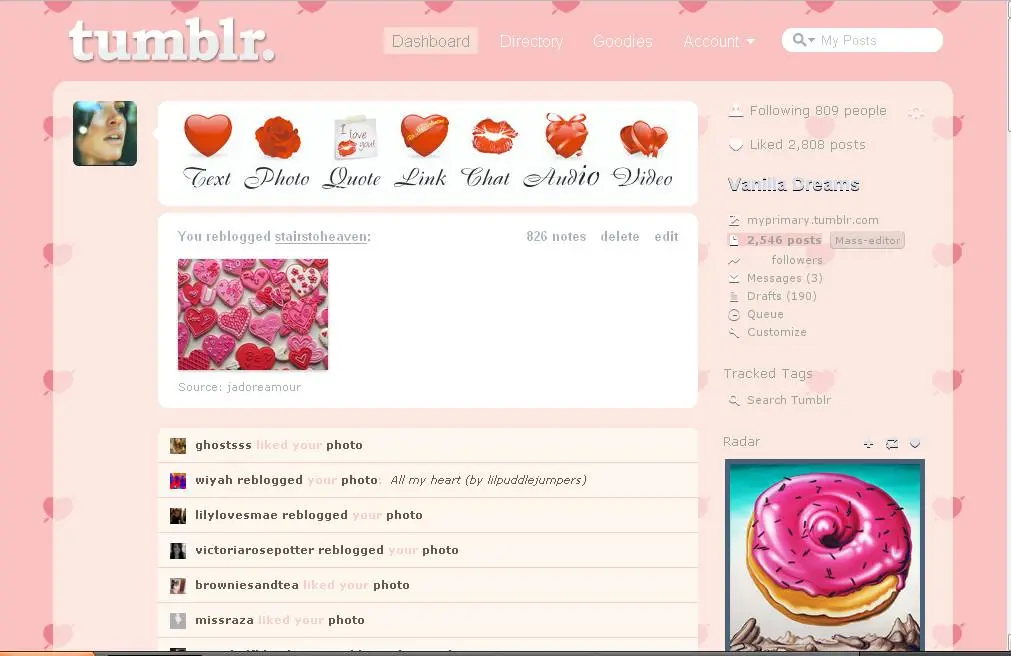 tumblr.
Dashboard Directory Goodies Account My Posts
Text Photo Quote Link Chat Audio Video
I love you!
You reblogged stairstoheaven: 826 notes delete edit
Source: jadoreamour
ghostsss liked your photo
wiyah reblogged your photo: All my heart (by lilpuddlejumpers)
lilylovesmae reblogged your photo
victoriarosepotter reblogged your photo
browniesandtea liked your photo
missraza liked your photo
Following 809 people
Liked 2,808 posts
Vanilla Dreams
myprimary.tumblr.com
2,546 posts Mass-editor
followers
Messages (3)
Drafts (190)
Queue
Customize
Tracked Tags
Search Tumblr
Radar